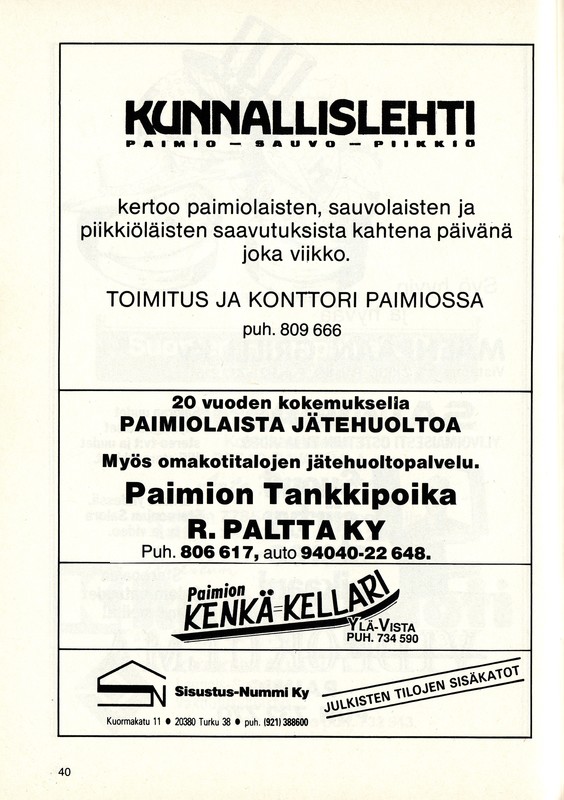 KUNNALLISLEHTI
PAIMIO – SAUVO – PIIKKIÖ
kertoo paimiolaisten, sauvolaisten ja
piikkiöläisten saavutuksista kahtena päivänä
joka viikko.
TOIMITUS JA KONTTORI PAIMIOSSA
puh. 809 666
20 vuoden kokemuksella
PAIMIOLAISTA JÄTEHUOLTOA
Myös omakotitalojen jätehuoltopalvelu.
Paimion Tankkipoika
R. PALTTA KY
Puh. 806 617, auto 94040-22 648.
Paimion
KENKÄ=KELLARI
YLÄ-VISTA
PUH. 734 590
Sisustus-Nummi Ky
JULKISTEN TILOJEN SISÄKATOT
Kuormakatu 11 ● 20380 Turku 38 ● puh. (921) 388600
40